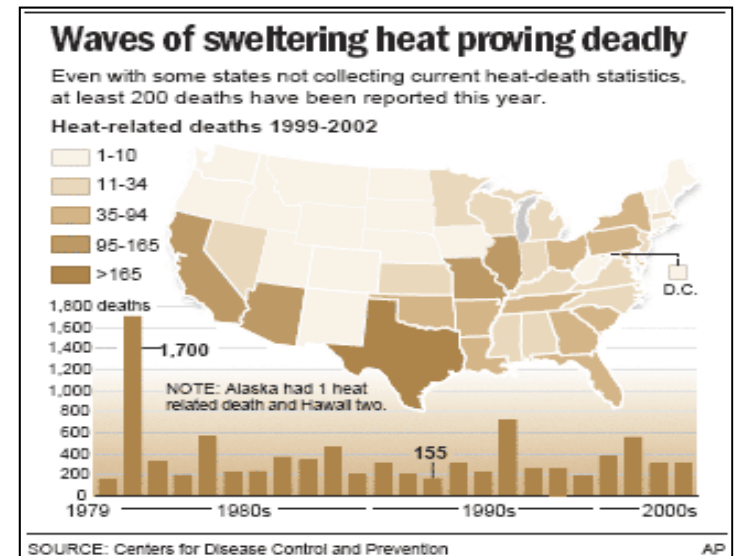 Waves of sweltering heat proving deadly
Even with some states not collecting current heat-death statistics,
at least 200 deaths have been reported this year.
Heat-related deaths 1999-2002
1-10
11-34
35-94
95-165
>165
D.C.
1,800 deaths
1,600
1,400
1,200
1,000
800
600
400
200
0
1,700
NOTE: Alaska had 1 heat
related death and Hawaii two.
155
1979
1980s
1990s
2000s
SOURCE: Centers for Disease Control and Prevention
AP